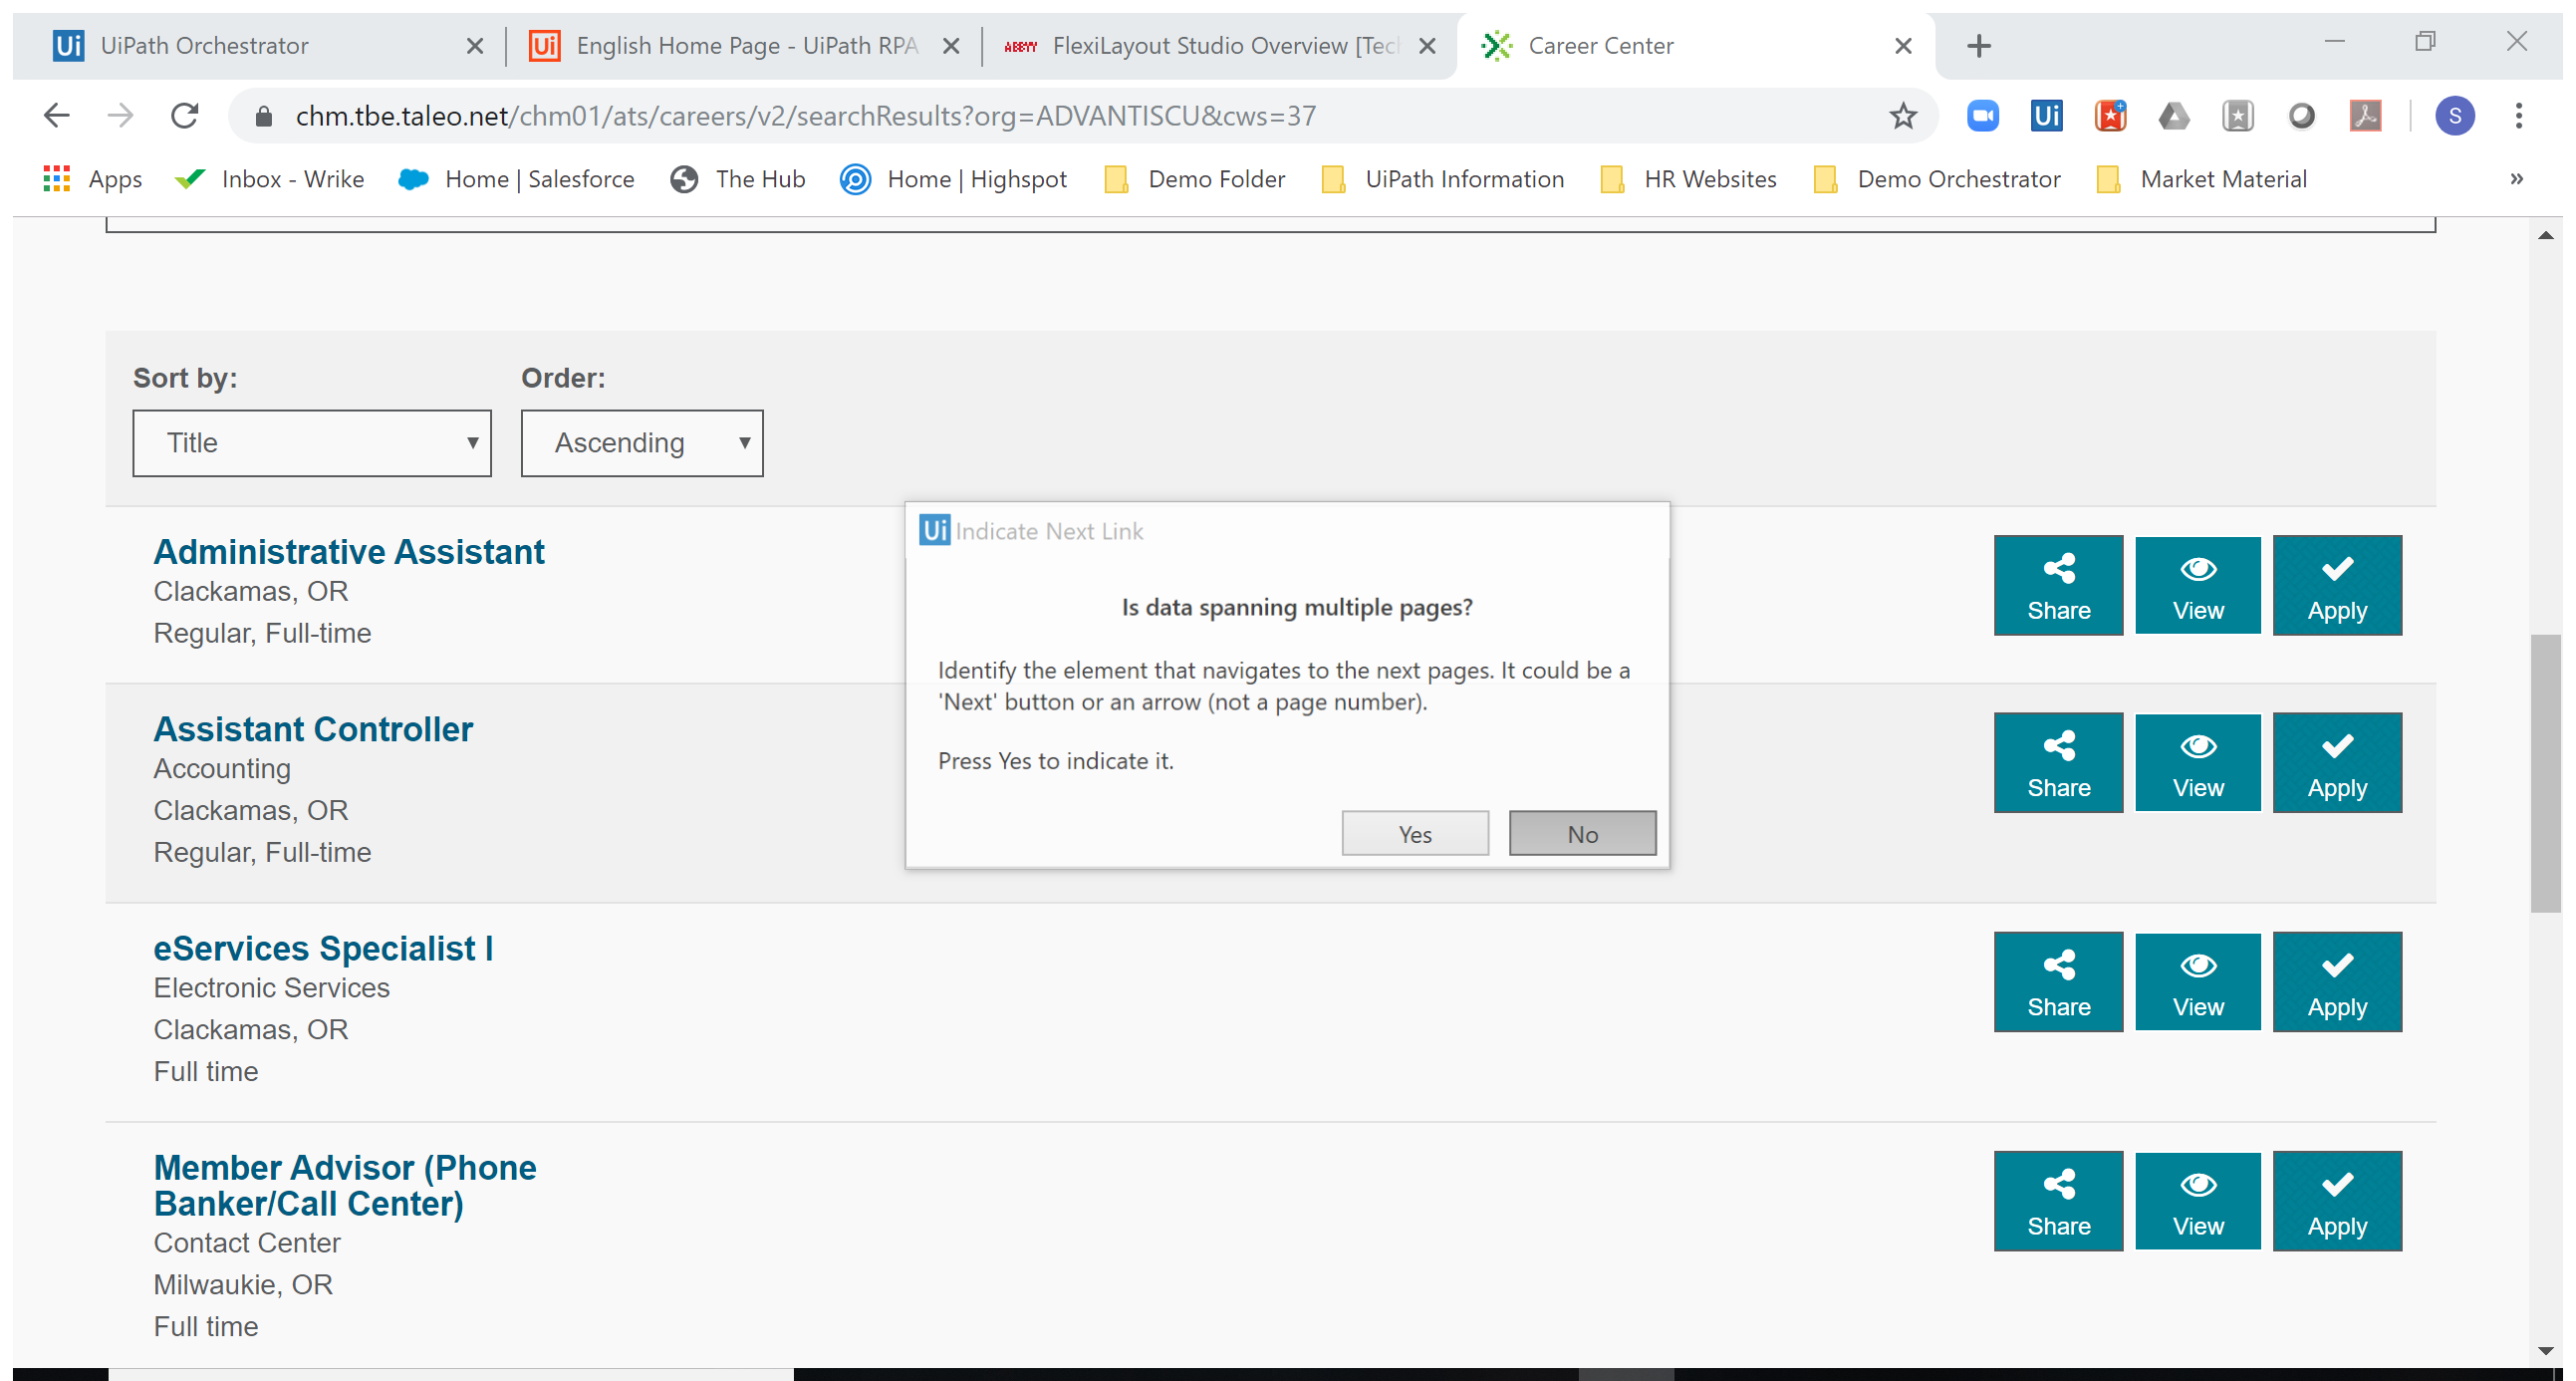 Ui UiPath Orchestrator
Ui English Home Page - UiPath RPA
ABBYY FlexiLayout Studio Overview [Tec
Career Center
chm.tbe.taleo.net/chm01/ats/careers/v2/searchResults?org=ADVANTISCU&cws=37
Ui
S
Apps
Inbox - Wrike
Home | Salesforce
The Hub
Home | Highspot
Demo Folder
UiPath Information
HR Websites
Demo Orchestrator
Market Material
»
Sort by:
Order:
Title
Ascending
Administrative Assistant
Clackamas, OR
Regular, Full-time
Share
View
Apply
Ui Indicate Next Link
Is data spanning multiple pages?
Identify the element that navigates to the next pages. It could be a
'Next' button or an arrow (not a page number).
Press Yes to indicate it.
Yes
No
Assistant Controller
Accounting
Clackamas, OR
Regular, Full-time
Share
View
Apply
eServices Specialist I
Electronic Services
Clackamas, OR
Full time
Share
View
Apply
Member Advisor (Phone
Banker/Call Center)
Contact Center
Milwaukie, OR
Full time
Share
View
Apply